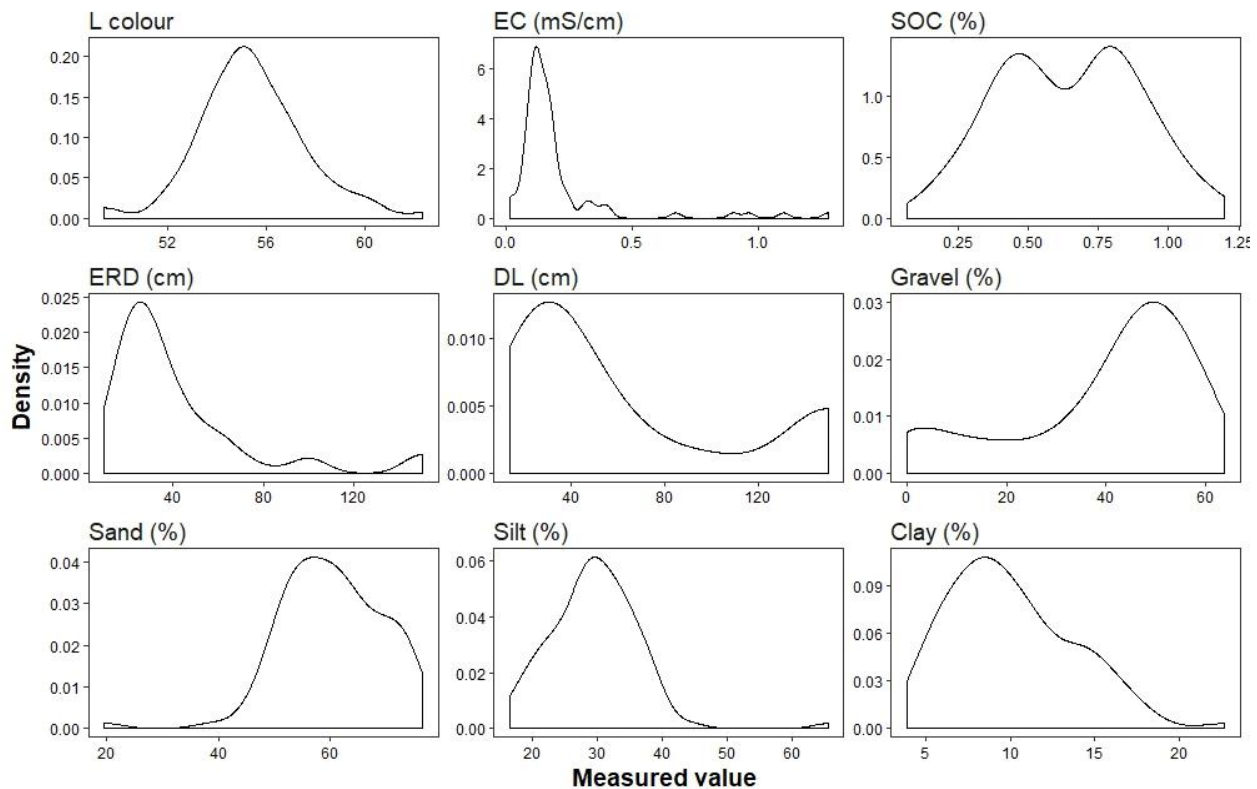 L colour
EC (mS/cm)
SOC (%)
0.20
0.15
0.10
0.05
0.00
52 56 60
6
4
2
0
0.0 0.5 1.0
1.0
0.5
0.0
0.25 0.50 0.75 1.00 1.25
ERD (cm)
DL (cm)
Gravel (%)
0.025
0.020
0.015
0.010
0.005
0.000
40 80 120
0.010
0.005
0.000
40 80 120
0.03
0.02
0.01
0.00
0 20 40 60
Density
Sand (%)
Silt (%)
Clay (%)
0.04
0.03
0.02
0.01
0.00
20 40 60
0.06
0.04
0.02
0.00
20 30 40 50 60
0.09
0.06
0.03
0.00
5 10 15 20
Measured value